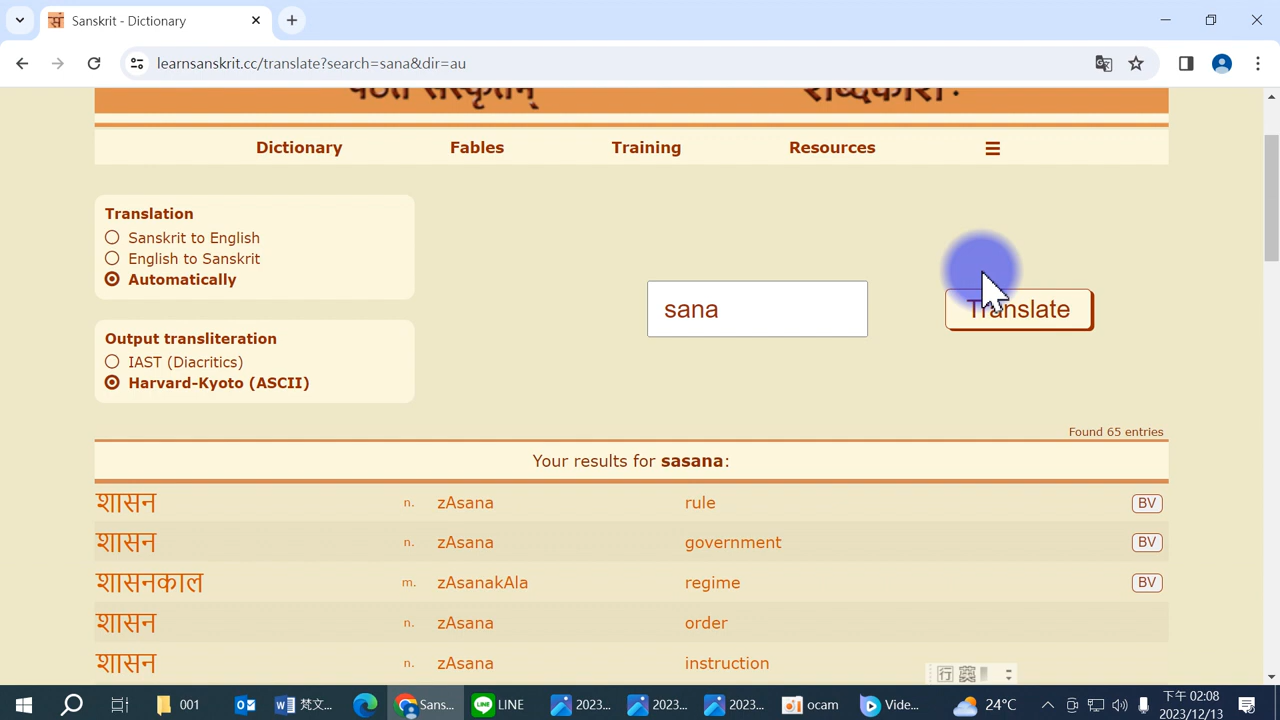 Sanskrit - Dictionary
learnsanskrit.cc/translate?search=sana&dir=au
Dictionary Fables Training Resources
Translation
Sanskrit to English
English to Sanskrit
Automatically
sana
Translate
Output transliteration
IAST (Diacritics)
Harvard-Kyoto (ASCII)
Found 65 entries
Your results for sasana:
शासन n. zAsana rule BV
शासन n. zAsana government BV
शासनकाल m. zAsanakAla regime BV
शासन n. zAsana order
शासन n. zAsana instruction
行 英
001 梵文... Sans... LINE 2023... 2023... 2023... ocam Vide... 24°C 下午 02:08
2023/12/13